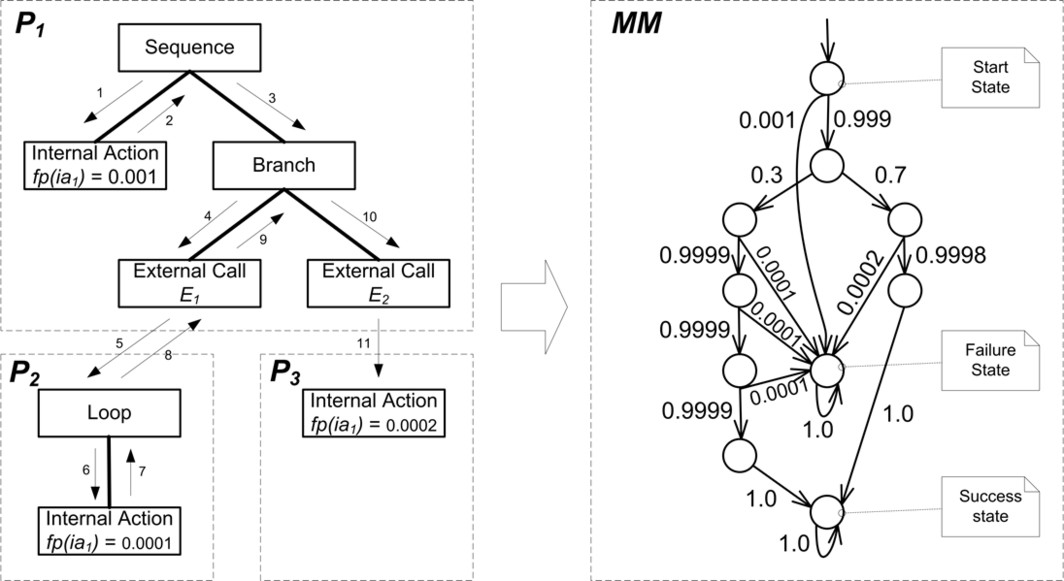 P1
Sequence
1
2
3
Internal Action
fp(ia1) = 0.001
Branch
4
9
10
External Call
E1
External Call
E2
5
8
11
P2
Loop
6
7
Internal Action
fp(ia1) = 0.0001
P3
Internal Action
fp(ia1) = 0.0002
MM
Start
State
0.001
0.999
0.3
0.7
0.9999
0.0001
0.0002
0.9998
0.9999
0.0001
0.9999
0.0001
1.0
1.0
Failure
State
1.0
1.0
Success
state